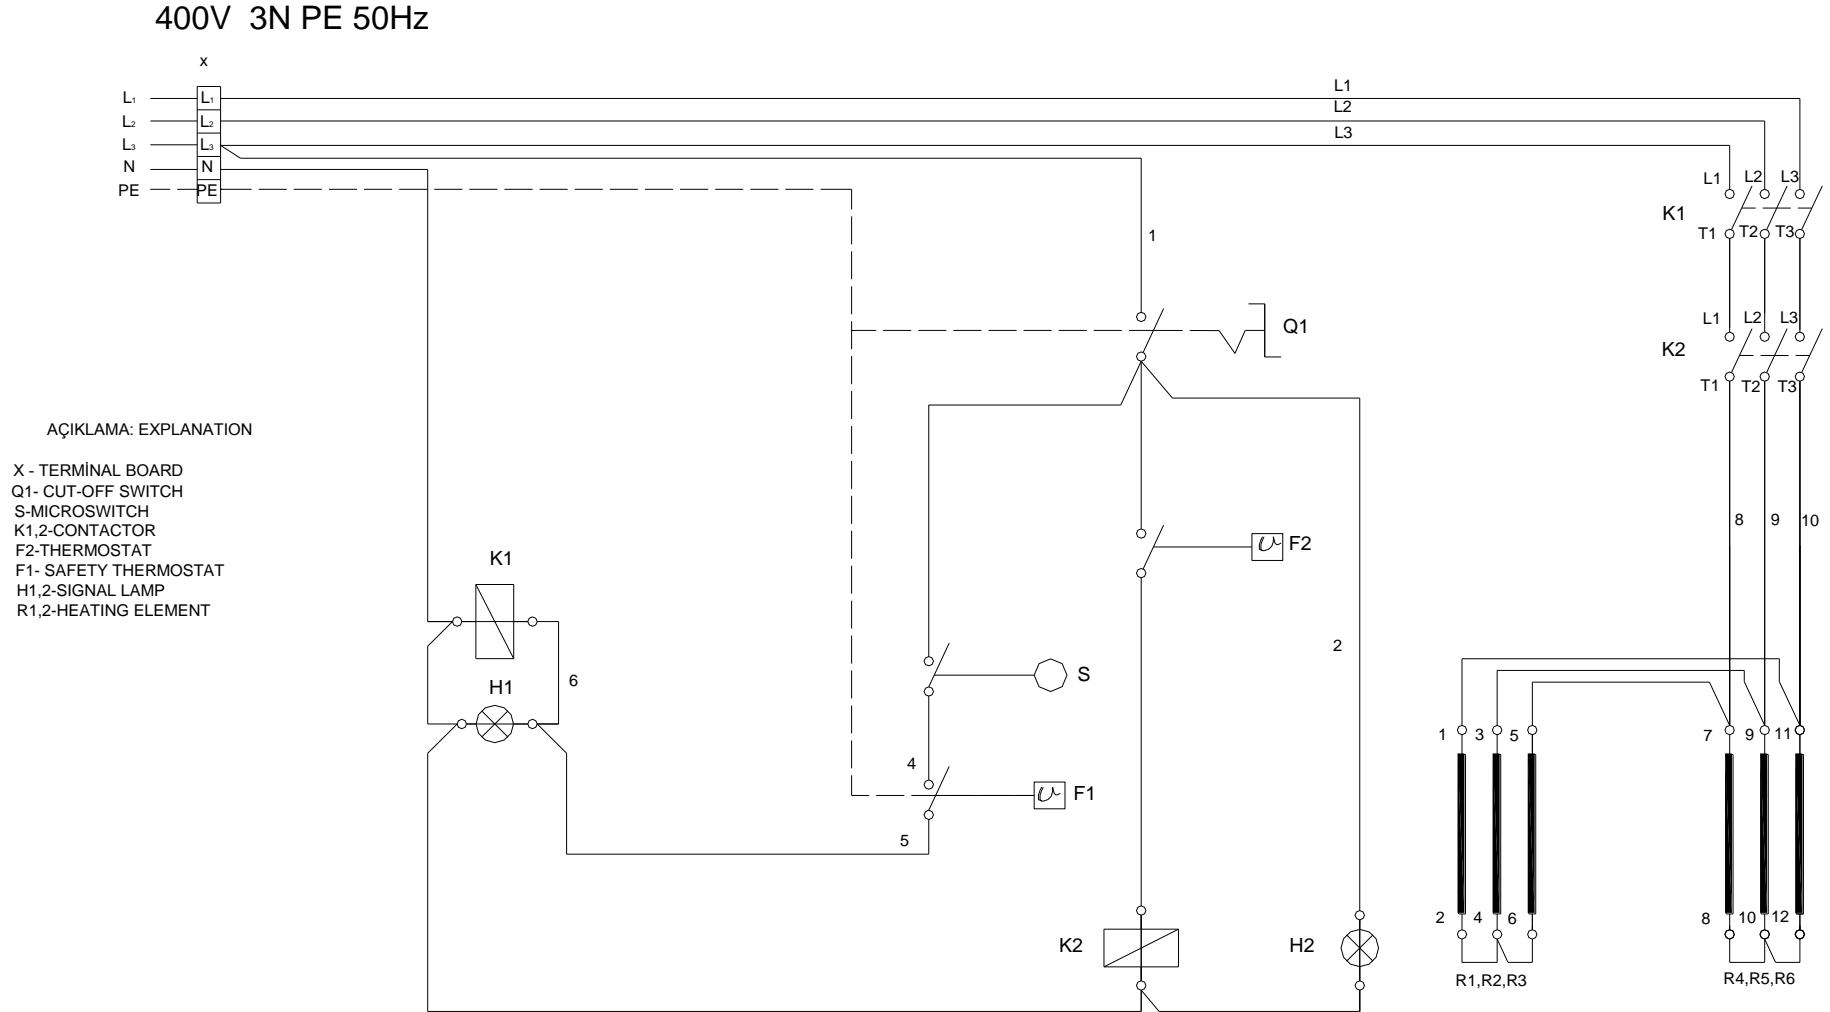 400V 3N PE 50Hz
x
L1 L1 L1
L2 L2 L2
L3 L3 L3
N N
PE PE
L1 L2 L3
K1
T1 T2 T3
1
Q1
L1 L2 L3
K2
T1 T2 T3
AÇIKLAMA: EXPLANATION
X - TERMİNAL BOARD
Q1- CUT-OFF SWITCH
S-MICROSWITCH
K1,2-CONTACTOR
F2-THERMOSTAT
F1- SAFETY THERMOSTAT
H1,2-SIGNAL LAMP
R1,2-HEATING ELEMENT
8 9 10
K1
F2
2
S
H1
6
1 3 5 7 9 11
4
F1
5
2 4 6 8 10 12
K2
H2
R1,R2,R3
R4,R5,R6